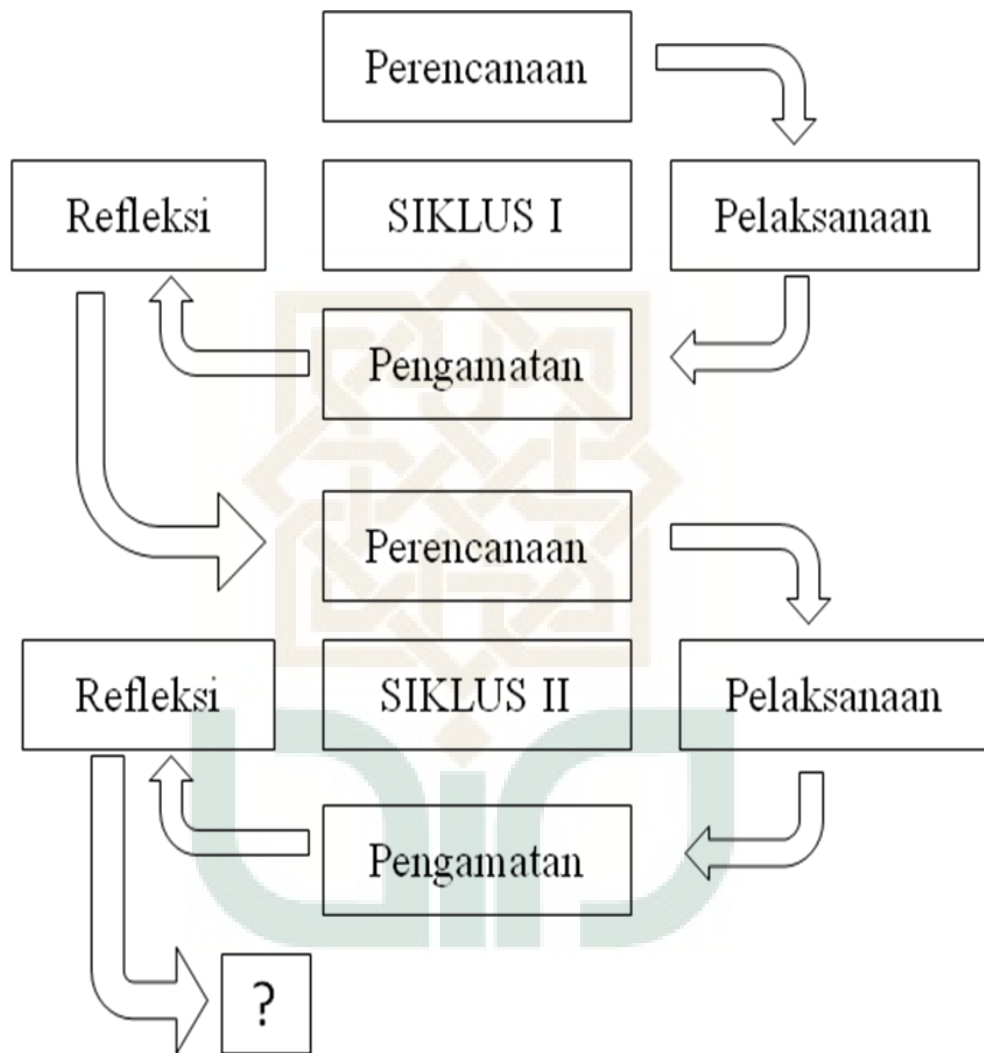 Perencanaan
Refleksi
SIKLUS I
Pelaksanaan
Pengamatan
Perencanaan
Refleksi
SIKLUS II
Pelaksanaan
Pengamatan
?